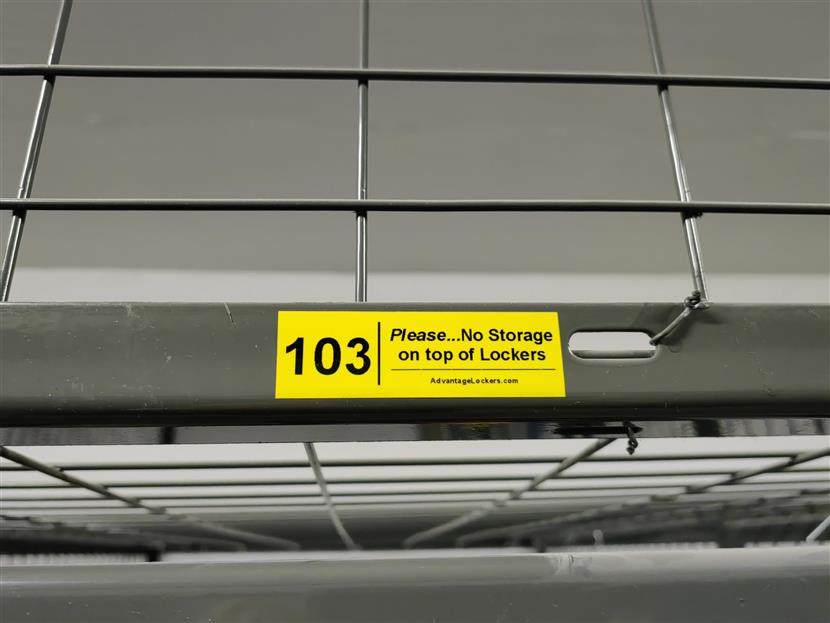 103
Please...No Storage
on top of Lockers
AdvantageLockers.com